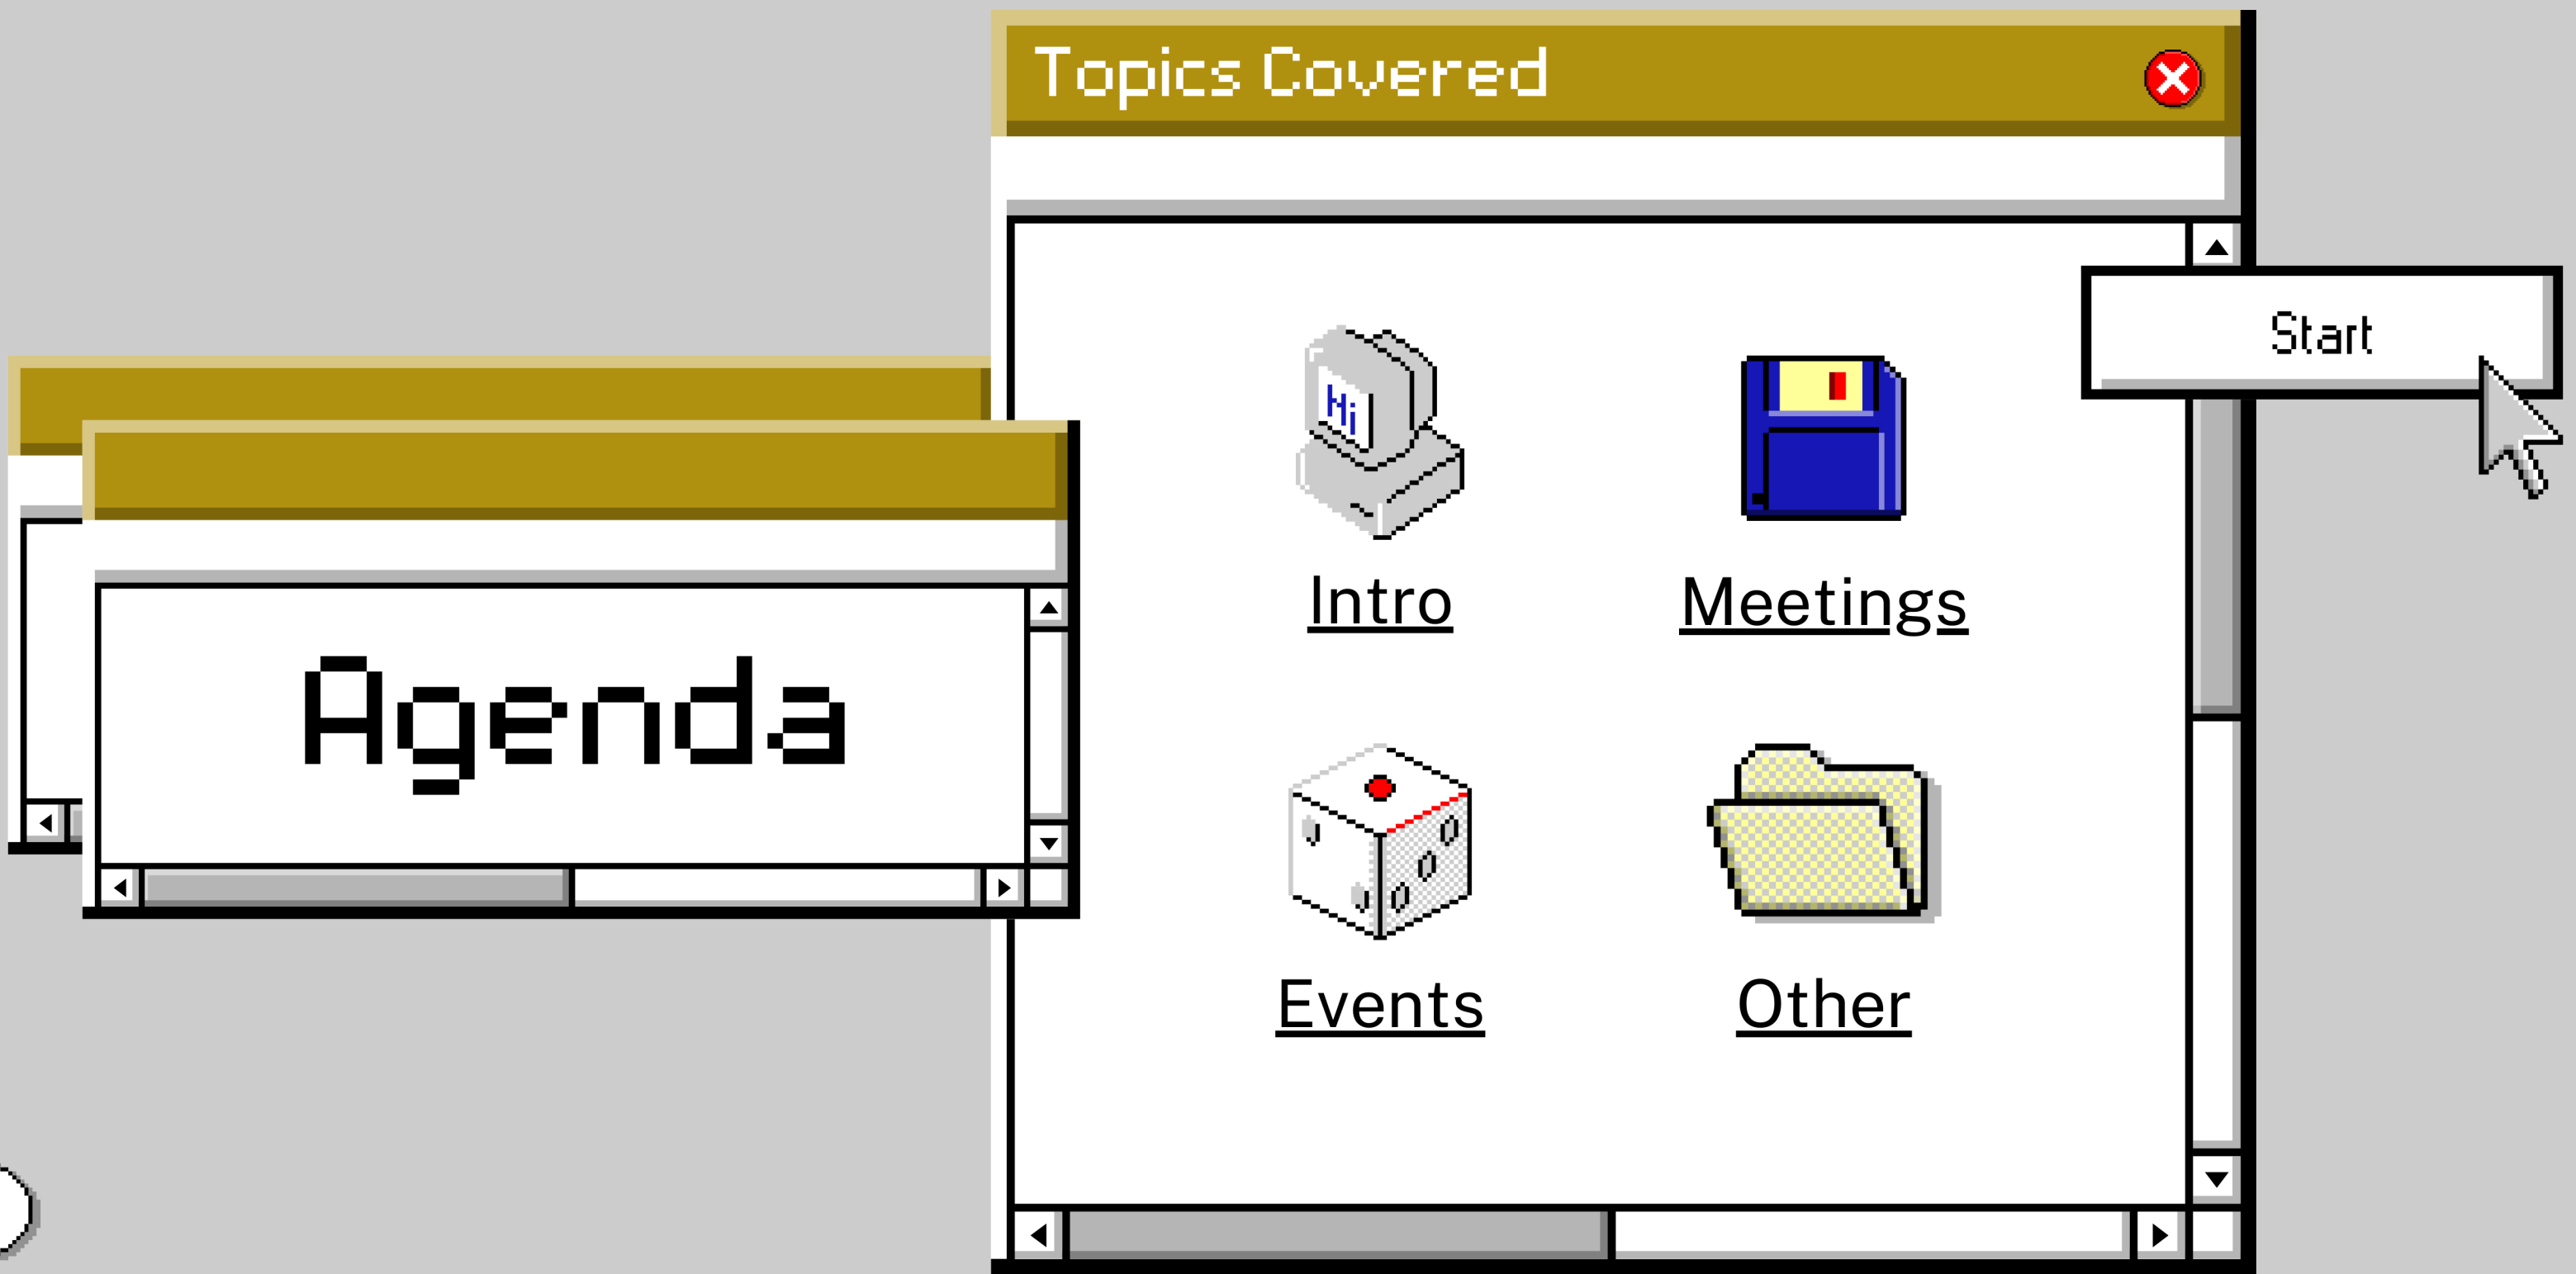 Topics Covered
Start
Hi
Intro
Meetings
Agenda
Events
Other